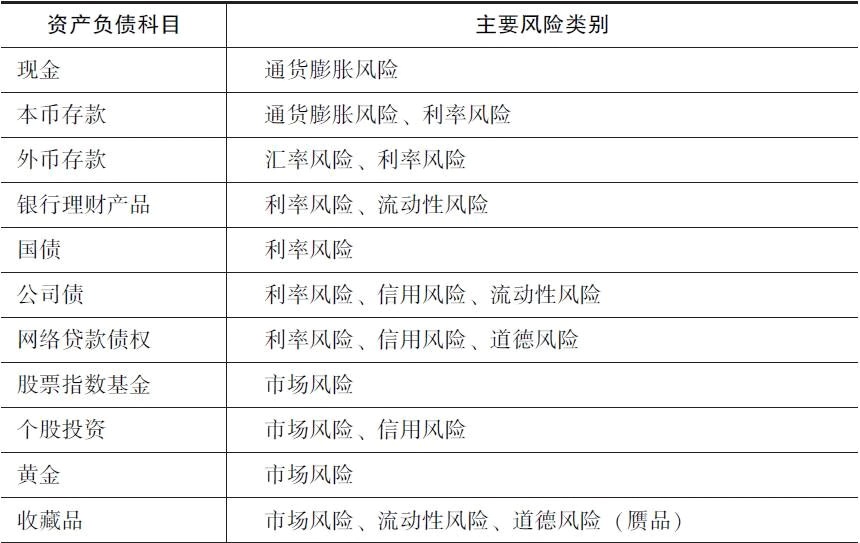 资产负债科目 主要风险类别
现金 通货膨胀风险
本币存款 通货膨胀风险、利率风险
外币存款 汇率风险、利率风险
银行理财产品 利率风险、流动性风险
国债 利率风险
公司债 利率风险、信用风险、流动性风险
网络贷款债权 利率风险、信用风险、道德风险
股票指数基金 市场风险
个股投资 市场风险、信用风险
黄金 市场风险
收藏品 市场风险、流动性风险、道德风险（赝品）